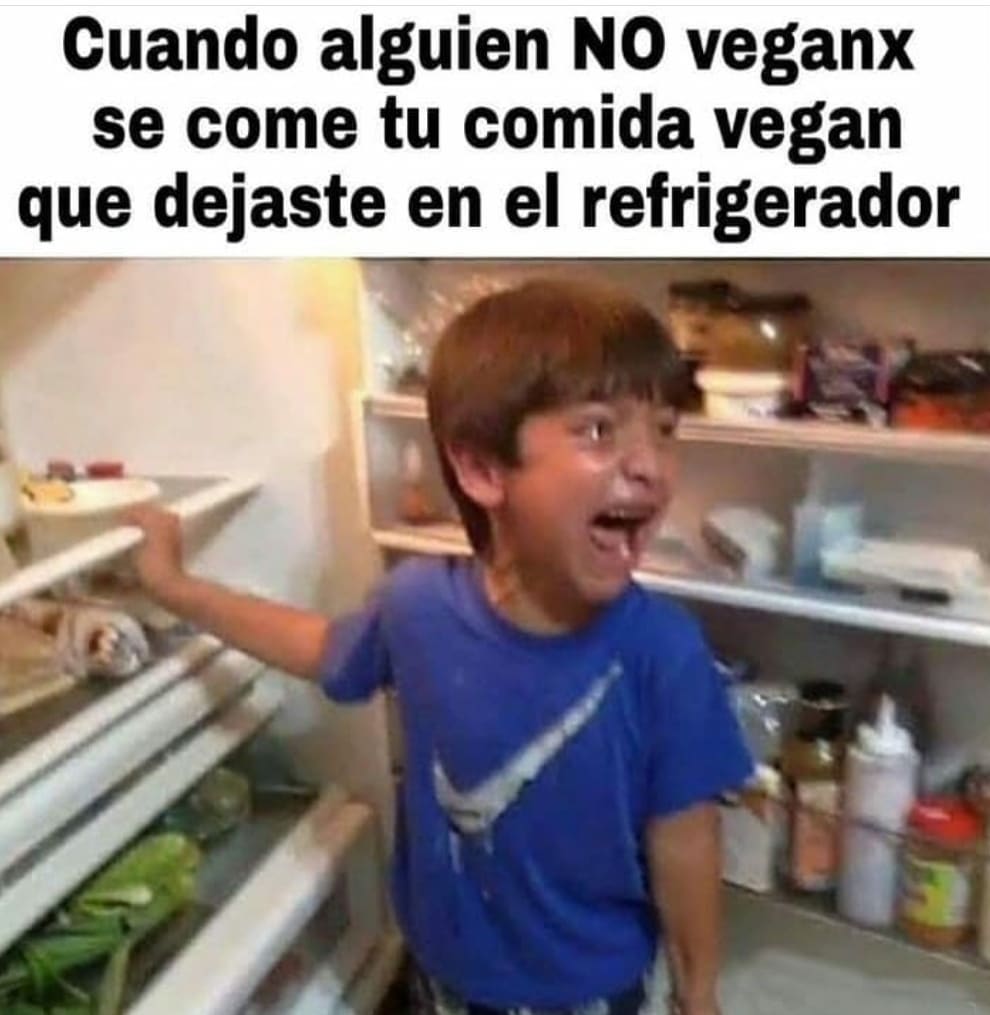 Cuando alguien NO veganx
se come tu comida vegan
que dejaste en el refrigerador